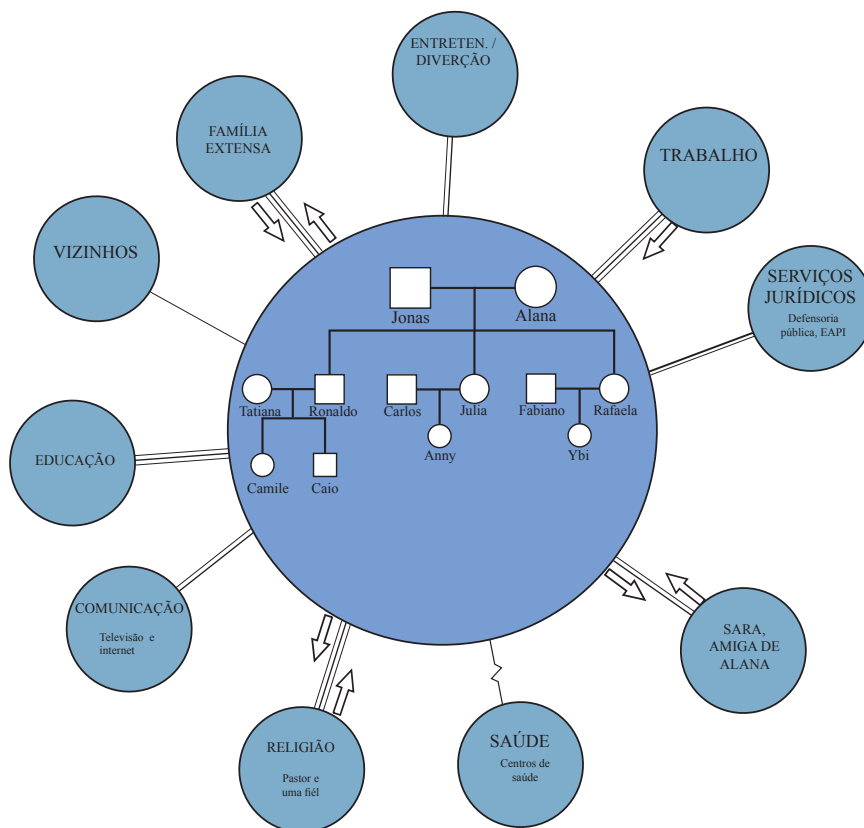 ENTRETEN. /
DIVERÇÃO
FAMÍLIA
EXTENSA
TRABALHO
VIZINHOS
SERVIÇOS
JURÍDICOS
Defensoria
pública, EAPI
Jonas
Alana
Tatiana
Ronaldo
Carlos
Julia
Fabiano
Rafaela
Anny
Ybi
Camile
Caio
EDUCAÇÃO
COMUNICAÇÃO
Televisão e
internet
SARA,
AMIGA DE
ALANA
RELIGIÃO
Pastor e
uma fiél
SAÚDE
Centros de
saúde